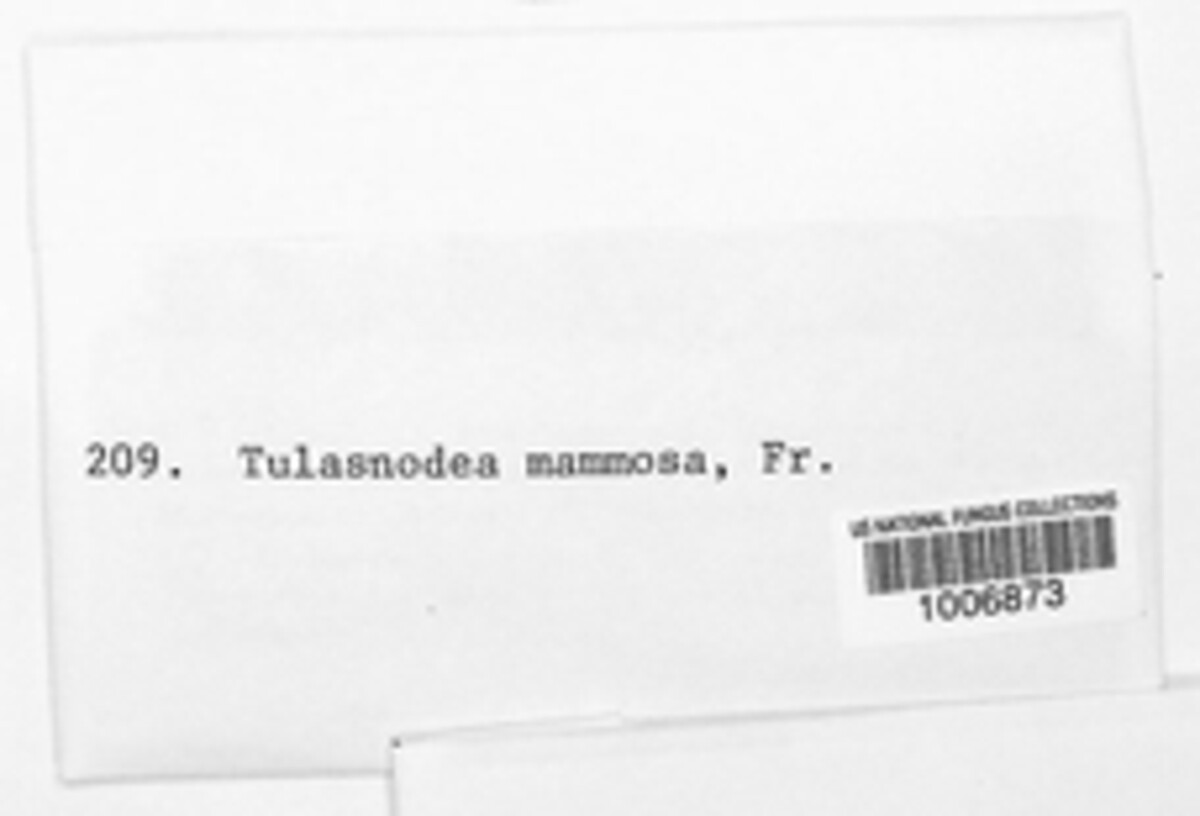 209. Tulasnodea mammosa, Fr.
US NATIONAL FUNGUS COLLECTIONS
1006873